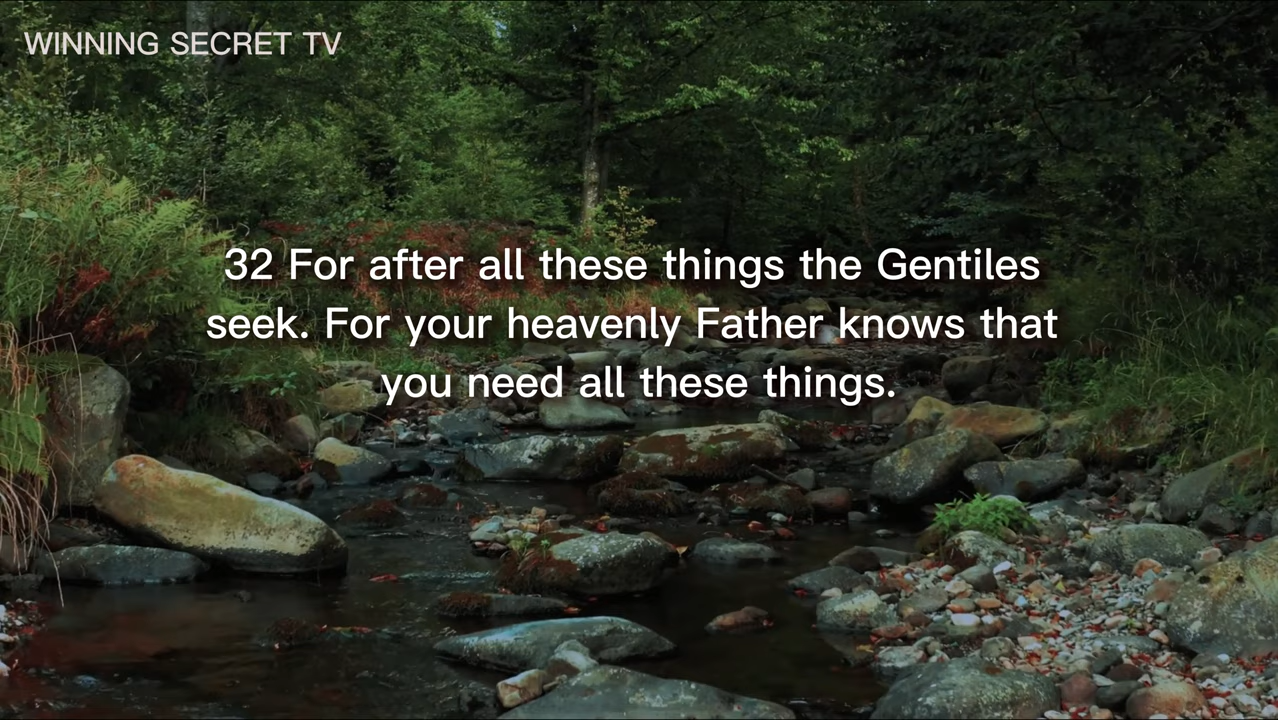 WINNING SECRET TV
32 For after all these things the Gentiles
seek. For your heavenly Father knows that
you need all these things.